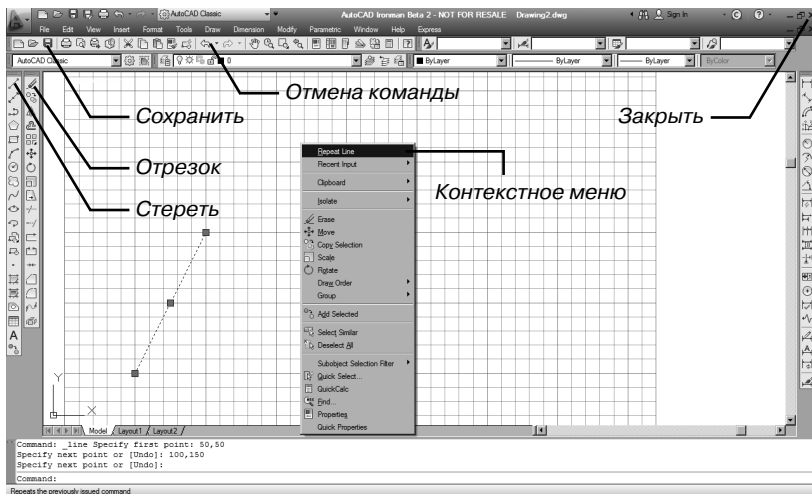 AutoCAD Classic
AutoCAD Ironman Beta 2 - NOT FOR RESALE Drawing2.dwg
Sign In
File Edit View Insert Format Tools Draw Dimension Modify Parametric Window Help Express
AutoCAD Classic
0
ByLayer
ByLayer
ByLayer
ByColor
Отмена команды
Сохранить
Закрыть
Отрезок
Контекстное меню
Стереть
Repeat Line
Recent Input
Clipboard
Isolate
Erase
Move
Copy Selection
Scale
Rotate
Draw Order
Group
Add Selected
Select Similar
Deselect All
Subobject Selection Filter
Quick Select...
QuickCalc
Find...
Properties
Quick Properties
Y
X
Model Layout1 Layout2
Command: _line Specify first point: 50,50
Specify next point or [Undo]: 100,150
Specify next point or [Undo]:
Command:
Repeats the previously issued command